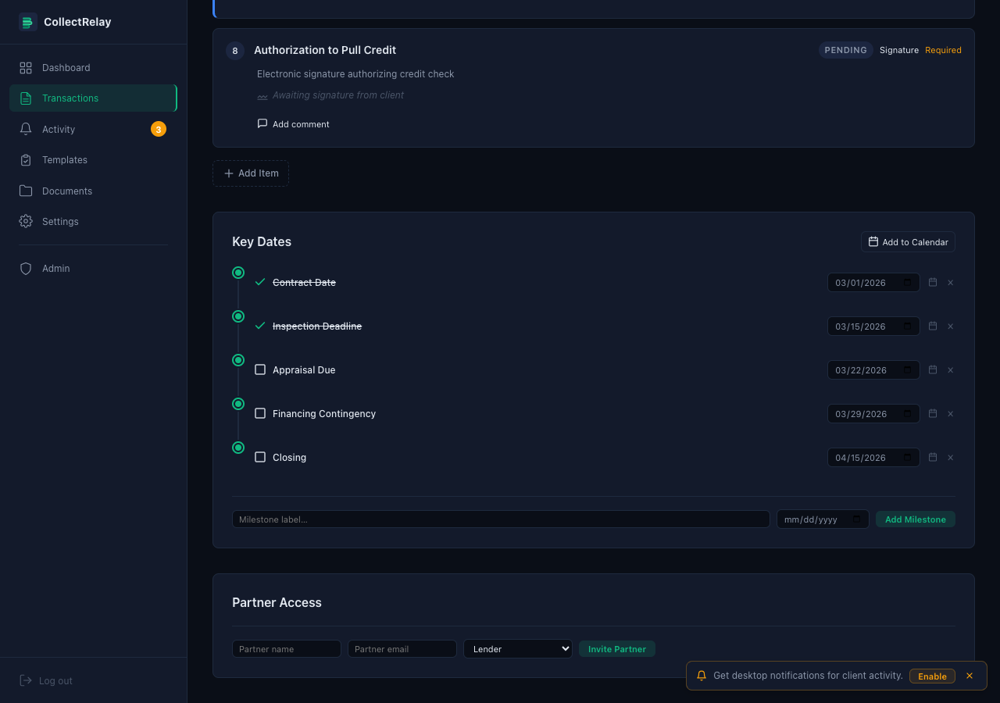 CollectRelay
Dashboard
Transactions
Activity 3
Templates
Documents
Settings
Admin
Log out
8 Authorization to Pull Credit PENDING Signature Required
Electronic signature authorizing credit check
Awaiting signature from client
Add comment
Add Item
Key Dates Add to Calendar
Contract Date 03/01/2026
Inspection Deadline 03/15/2026
Appraisal Due 03/22/2026
Financing Contingency 03/29/2026
Closing 04/15/2026
Milestone label... mm/dd/yyyy Add Milestone
Partner Access
Partner name Partner email Lender Invite Partner
Get desktop notifications for client activity. Enable